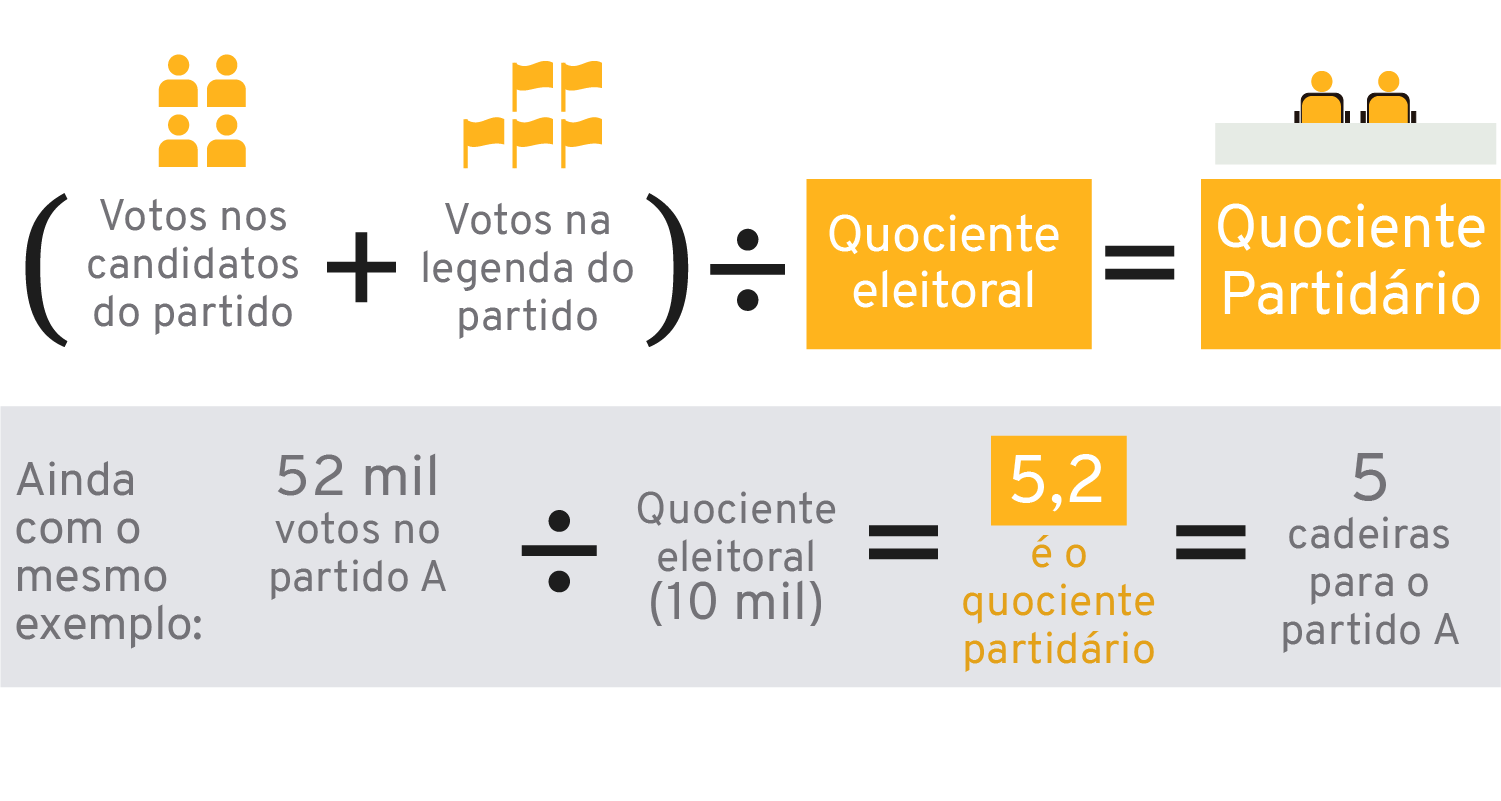 (
Votos nos
candidatos
do partido
+
Votos na
legenda do
partido
)
÷
Quociente
eleitoral
=
Quociente
Partidário
Ainda
com o
mesmo
exemplo:
52 mil
votos no
partido A
÷
Quociente
eleitoral
(10 mil)
=
5,2
é o
quociente
partidário
=
5
cadeiras
para o
partido A